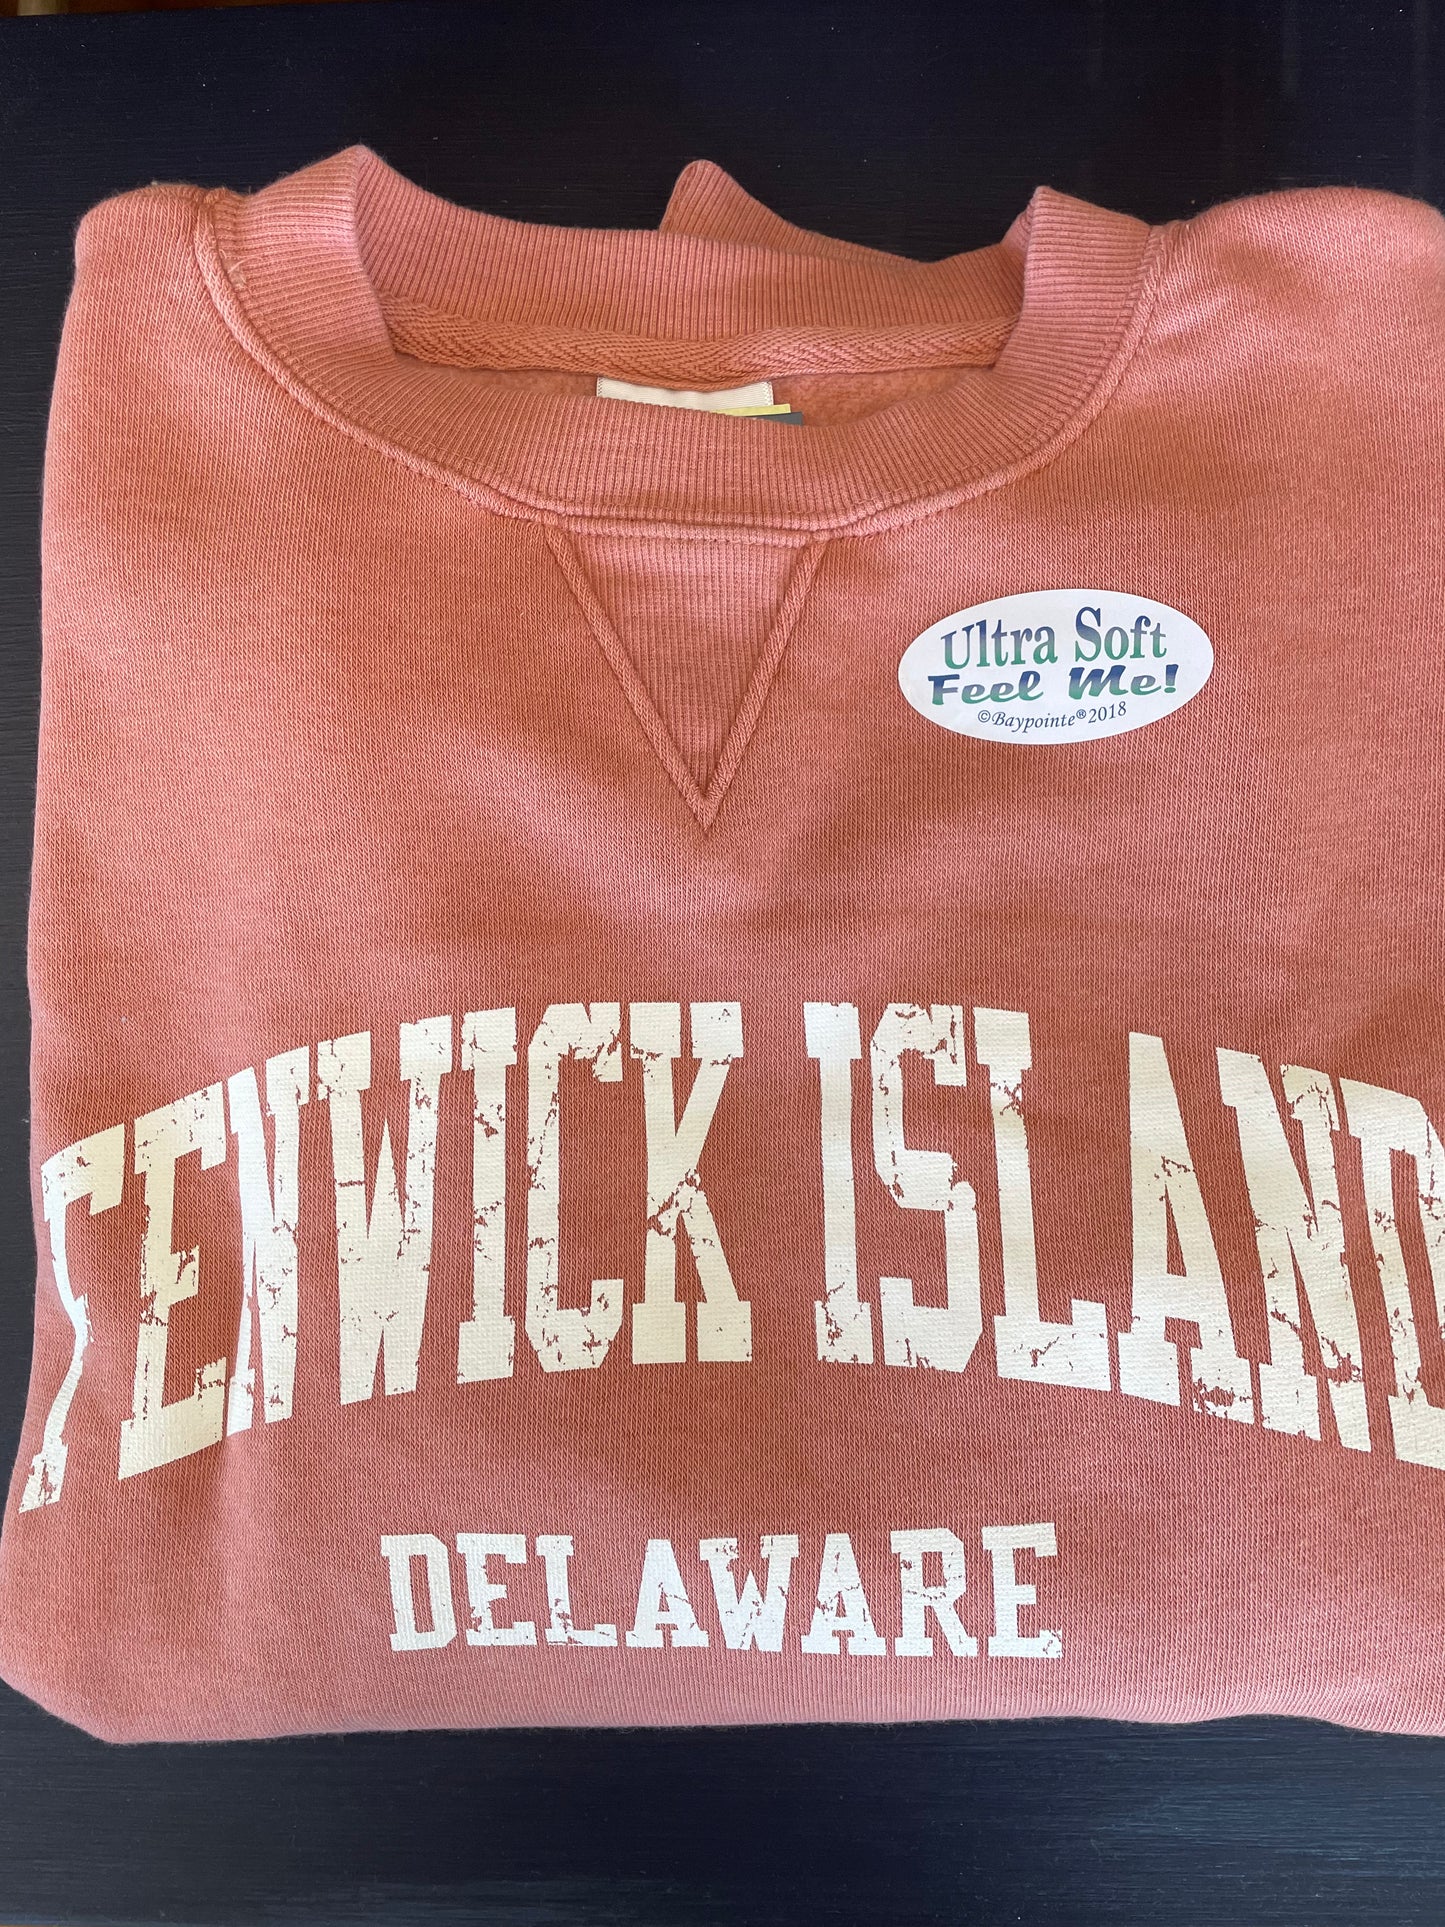 Ultra Soft
Feel Me!
©Baypointe®2018
FENWICK ISLAND
DELAWARE